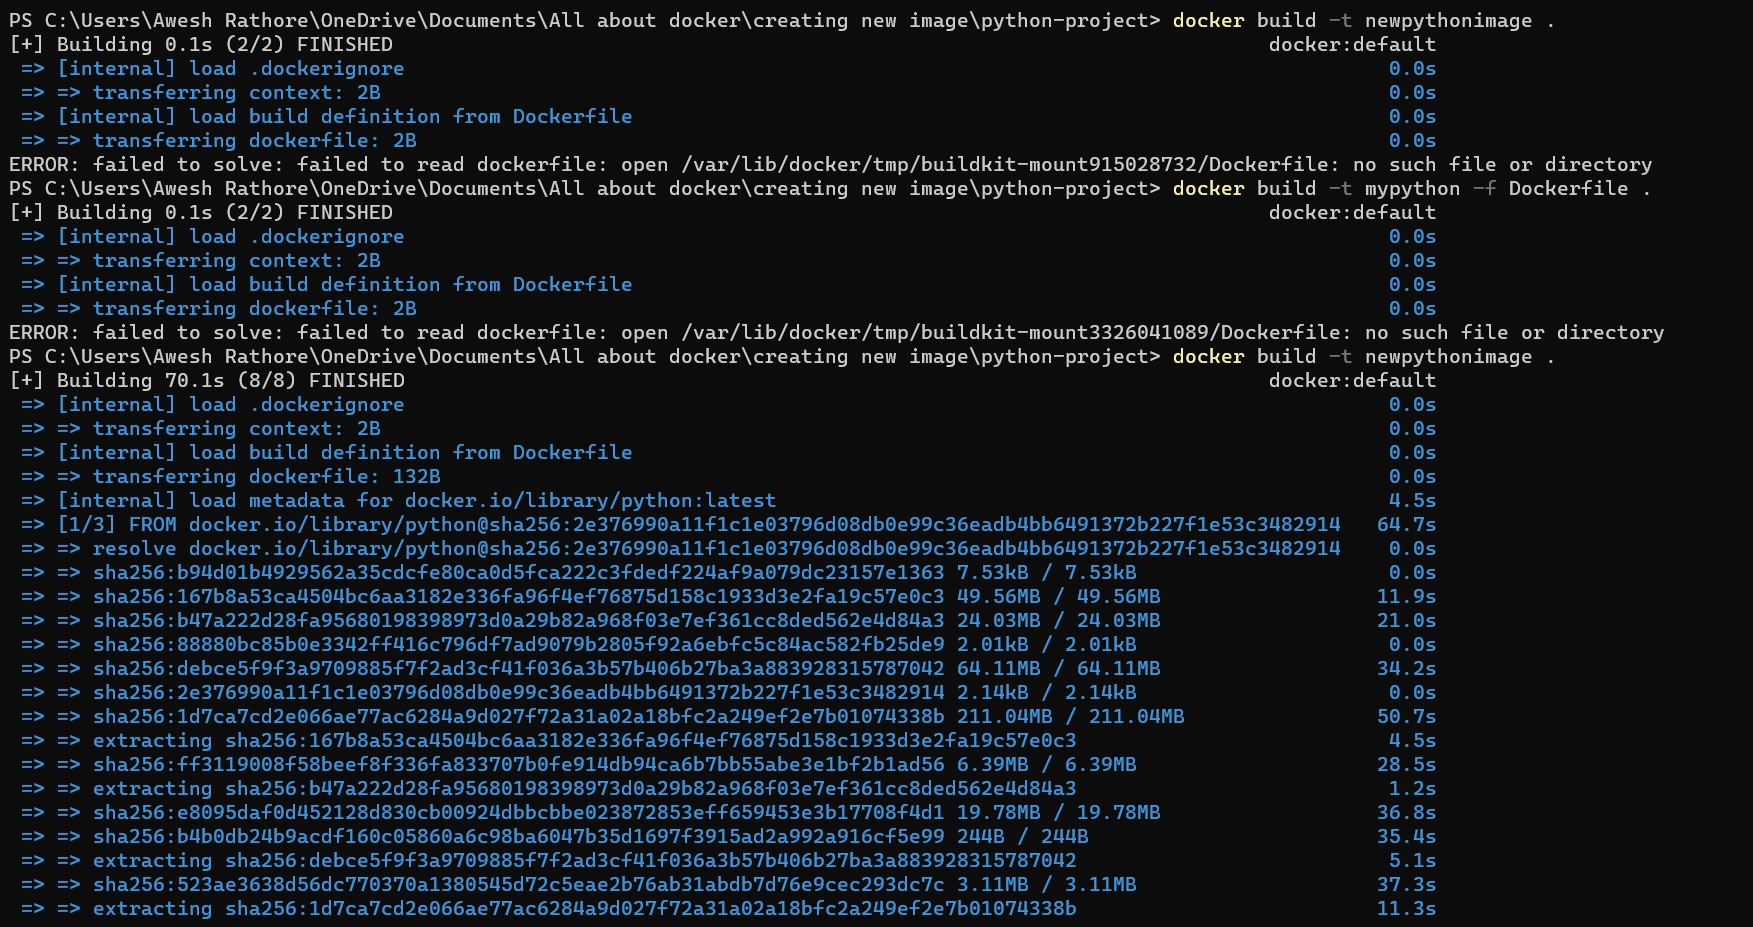 PS C:\Users\Awesh Rathore\OneDrive\Documents\All about docker\creating new image\python-project> docker build -t newpythonimage .
[+] Building 0.1s (2/2) FINISHED docker:default
=> [internal] load .dockerignore 0.0s
=> => transferring context: 2B 0.0s
=> [internal] load build definition from Dockerfile 0.0s
=> => transferring dockerfile: 2B 0.0s
ERROR: failed to solve: failed to read dockerfile: open /var/lib/docker/tmp/buildkit-mount915028732/Dockerfile: no such file or directory
PS C:\Users\Awesh Rathore\OneDrive\Documents\All about docker\creating new image\python-project> docker build -t mypython -f Dockerfile .
[+] Building 0.1s (2/2) FINISHED docker:default
=> [internal] load .dockerignore 0.0s
=> => transferring context: 2B 0.0s
=> [internal] load build definition from Dockerfile 0.0s
=> => transferring dockerfile: 2B 0.0s
ERROR: failed to solve: failed to read dockerfile: open /var/lib/docker/tmp/buildkit-mount3326041089/Dockerfile: no such file or directory
PS C:\Users\Awesh Rathore\OneDrive\Documents\All about docker\creating new image\python-project> docker build -t newpythonimage .
[+] Building 70.1s (8/8) FINISHED docker:default
=> [internal] load .dockerignore 0.0s
=> => transferring context: 2B 0.0s
=> [internal] load build definition from Dockerfile 0.0s
=> => transferring dockerfile: 132B 0.0s
=> [internal] load metadata for docker.io/library/python:latest 4.5s
=> [1/3] FROM docker.io/library/python@sha256:2e376990a11f1c1e03796d08db0e99c36eadb4bb6491372b227f1e53c3482914 64.7s
=> => resolve docker.io/library/python@sha256:2e376990a11f1c1e03796d08db0e99c36eadb4bb6491372b227f1e53c3482914 0.0s
=> => sha256:b94d01b4929562a35cdcfe80ca0d5fca222c3fdedf224af9a079dc23157e1363 7.53kB / 7.53kB 0.0s
=> => sha256:167b8a53ca4504bc6aa3182e336fa96f4ef76875d158c1933d3e2fa19c57e0c3 49.56MB / 49.56MB 11.9s
=> => sha256:b47a222d28fa95680198398973d0a29b82a968f03e7ef361cc8ded562e4d84a3 24.03MB / 24.03MB 21.0s
=> => sha256:88880bc85b0e3342ff416c796df7ad9079b2805f92a6ebfc5c84ac582fb25de9 2.01kB / 2.01kB 0.0s
=> => sha256:debce5f9f3a9709885f7f2ad3cf41f036a3b57b406b27ba3a883928315787042 64.11MB / 64.11MB 34.2s
=> => sha256:2e376990a11f1c1e03796d08db0e99c36eadb4bb6491372b227f1e53c3482914 2.14kB / 2.14kB 0.0s
=> => sha256:1d7ca7cd2e066ae77ac6284a9d027f72a31a02a18bfc2a249ef2e7b01074338b 211.04MB / 211.04MB 50.7s
=> => extracting sha256:167b8a53ca4504bc6aa3182e336fa96f4ef76875d158c1933d3e2fa19c57e0c3 4.5s
=> => sha256:ff3119008f58beef8f336fa833707b0fe914db94ca6b7bb55abe3e1bf2b1ad56 6.39MB / 6.39MB 28.5s
=> => extracting sha256:b47a222d28fa95680198398973d0a29b82a968f03e7ef361cc8ded562e4d84a3 1.2s
=> => sha256:e8095daf0d452128d830cb00924dbbcbbe023872853eff659453e3b17708f4d1 19.78MB / 19.78MB 36.8s
=> => sha256:b4b0db24b9acdf160c05860a6c98ba6047b35d1697f3915ad2a992a916cf5e99 244B / 244B 35.4s
=> => extracting sha256:debce5f9f3a9709885f7f2ad3cf41f036a3b57b406b27ba3a883928315787042 5.1s
=> => sha256:523ae3638d56dc770370a1380545d72c5eae2b76ab31abdb7d76e9cec293dc7c 3.11MB / 3.11MB 37.3s
=> => extracting sha256:1d7ca7cd2e066ae77ac6284a9d027f72a31a02a18bfc2a249ef2e7b01074338b 11.3s